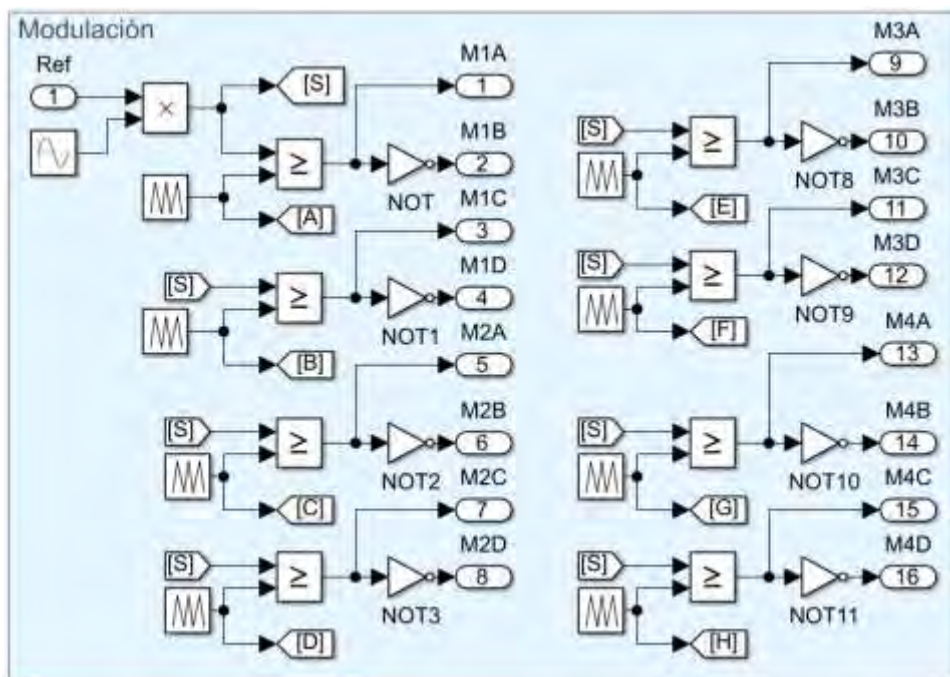 Modulación
Ref
1
×
[S]
M1A
1
≥
M1B
2
NOT
[A]
M1C
3
[S]
≥
M1D
4
NOT1
[B]
M2A
5
[S]
≥
M2B
6
NOT2
[C]
M2C
7
[S]
≥
M2D
8
NOT3
[D]
M3A
9
[S]
≥
M3B
10
NOT8
[E]
M3C
11
[S]
≥
M3D
12
NOT9
[F]
M4A
13
[S]
≥
M4B
14
NOT10
[G]
M4C
15
[S]
≥
M4D
16
NOT11
[H]